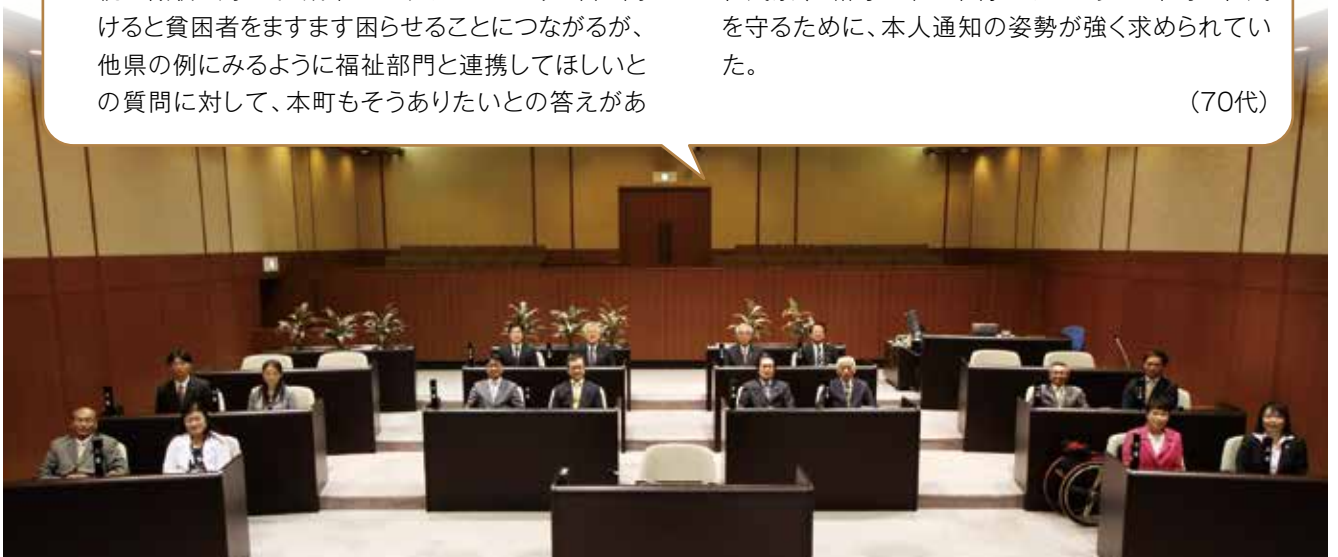 けると貧困者をますます困らせることにつながるが、
他県の例にみるように福祉部門と連携してほしいと
の質問に対して、本町もそうありたいとの答えがあ
を守るために、本人通知の姿勢が強く求められてい
た。
(70代)